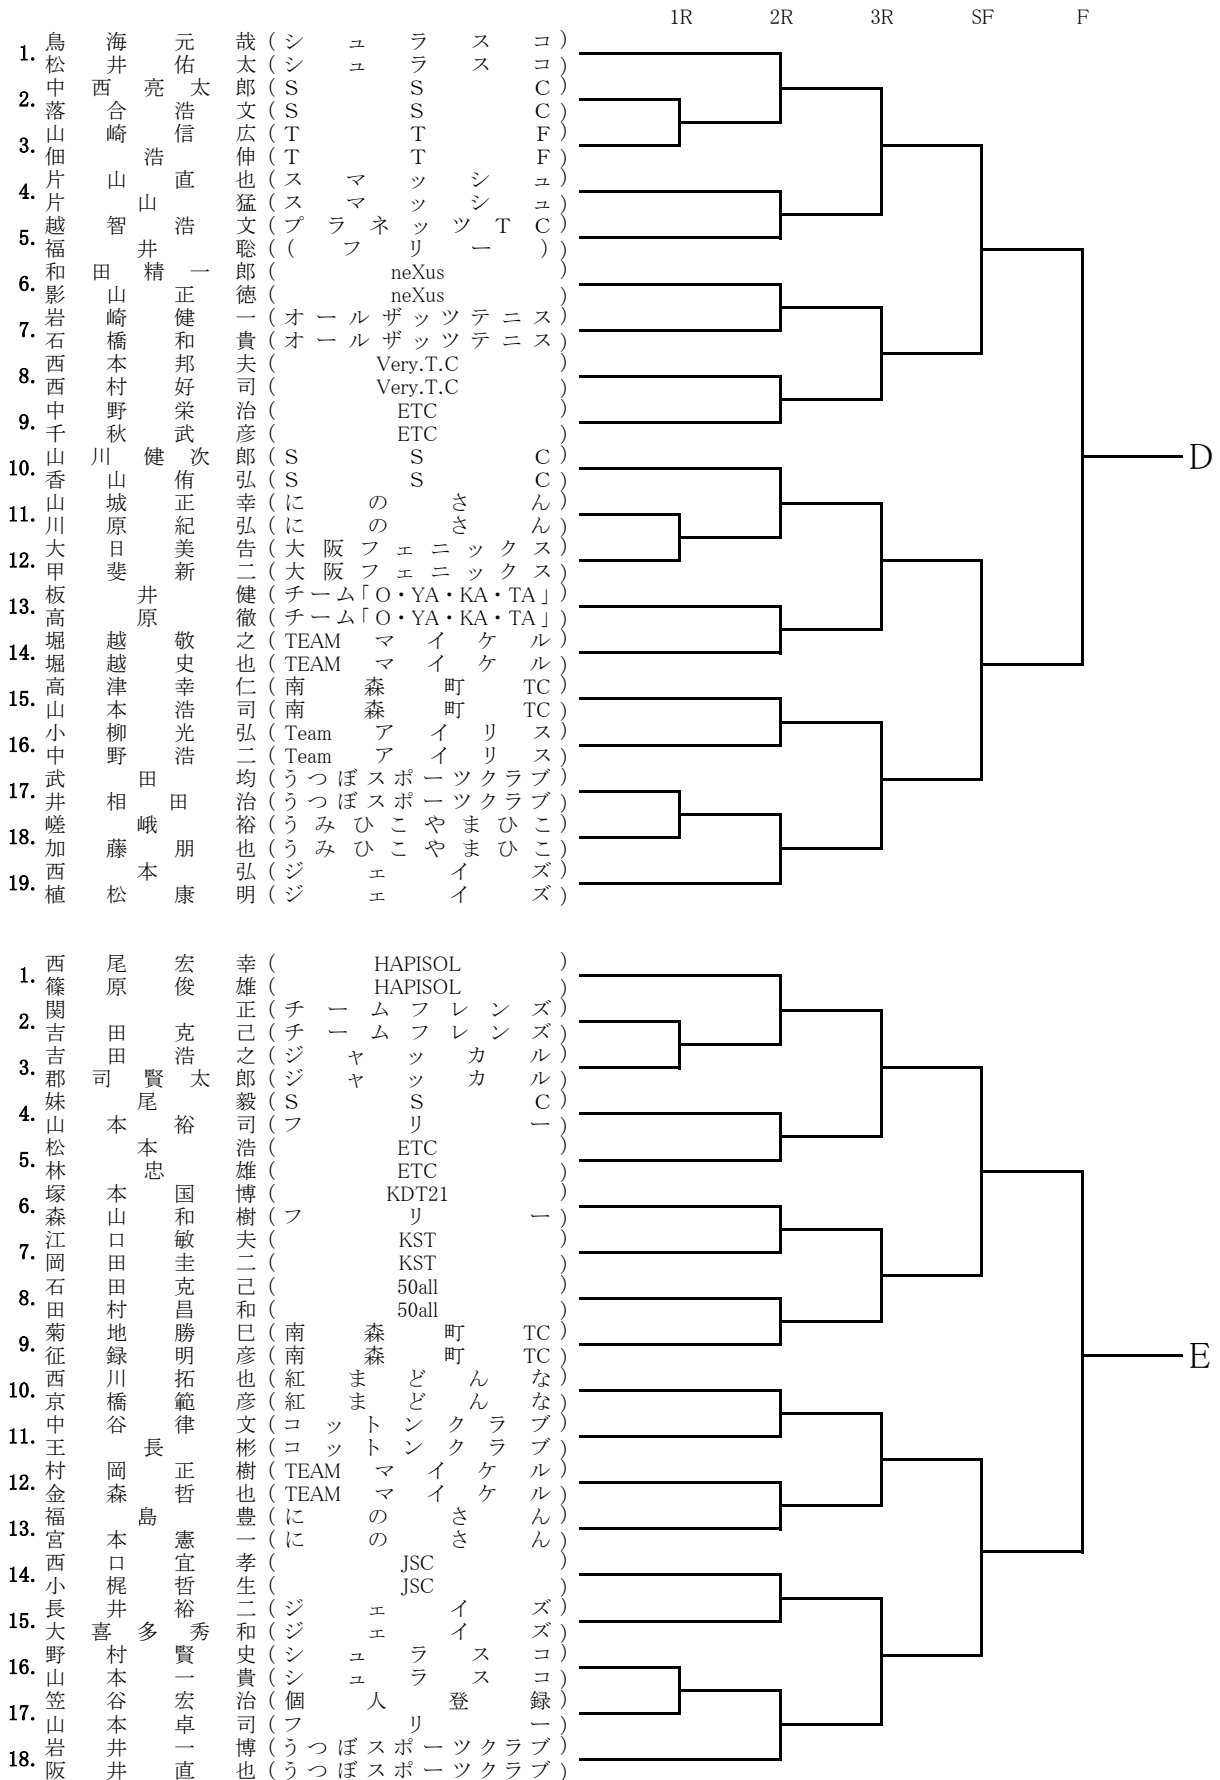 1R 2R 3R SF F
1. 鳥海元哉(シュラスコ)
松井佑太(シュラスコ)
2. 中西亮太郎(SSC)
落合浩文(SSC)
3. 山崎信広(TTF)
佃浩伸(TTF)
4. 片山直也(スマッシュ)
片山猛(スマッシュ)
5. 越智浩文(プラネッツTC)
福井聡((フリー))
6. 和田精一郎(neXus)
影山正徳(neXus)
7. 岩崎健一(オールザッツテニス)
石橋和貴(オールザッツテニス)
8. 西本邦夫(Very.T.C)
西村好司(Very.T.C)
9. 中野栄治(ETC)
千秋武彦(ETC)
D
10. 山川健次郎(SSC)
香山侑弘(SSC)
11. 山城正幸(にのさん)
川原紀弘(にのさん)
12. 大日美告(大阪フェニックス)
甲斐新二(大阪フェニックス)
13. 板井健(チーム「O・YA・KA・TA」)
高原徹(チーム「O・YA・KA・TA」)
14. 堀越敬之(TEAMマイケル)
堀越史也(TEAMマイケル)
15. 高津幸仁(南森町TC)
山本浩司(南森町TC)
16. 小柳光弘(Teamアイリス)
中野浩二(Teamアイリス)
17. 武田均(うつぼスポーツクラブ)
井相田治(うつぼスポーツクラブ)
18. 嵯峨裕(うみひこやまひこ)
加藤朋也(うみひこやまひこ)
19. 西本弘(ジェイズ)
植松康明(ジェイズ)
1. 西尾宏幸(HAPISOL)
篠原俊雄(HAPISOL)
2. 関正(チームフレンズ)
吉田克己(チームフレンズ)
3. 吉田浩之(ジャッカル)
郡司賢太郎(ジャッカル)
4. 妹尾毅(SSC)
山本裕司(フリー)
5. 松本浩(ETC)
林忠雄(ETC)
6. 塚本国博(KDT21)
森山和樹(フリー)
7. 江口敏夫(KST)
岡田圭二(KST)
8. 石田克己(50all)
田村昌和(50all)
9. 菊地勝巳(南森町TC)
征録明彦(南森町TC)
E
10. 西川拓也(紅まどんな)
京橋範彦(紅まどんな)
11. 中谷律文(コットンクラブ)
王長彬(コットンクラブ)
12. 村岡正樹(TEAMマイケル)
金森哲也(TEAMマイケル)
13. 福島豊(にのさん)
宮本憲一(にのさん)
14. 西口宜孝(JSC)
小梶哲生(JSC)
15. 長井裕二(ジェイズ)
大喜多秀和(ジェイズ)
16. 野村賢史(シュラスコ)
山本一貴(シュラスコ)
17. 笠谷宏治(個人登録)
山本卓司(フリー)
18. 岩井一博(うつぼスポーツクラブ)
阪井直也(うつぼスポーツクラブ)